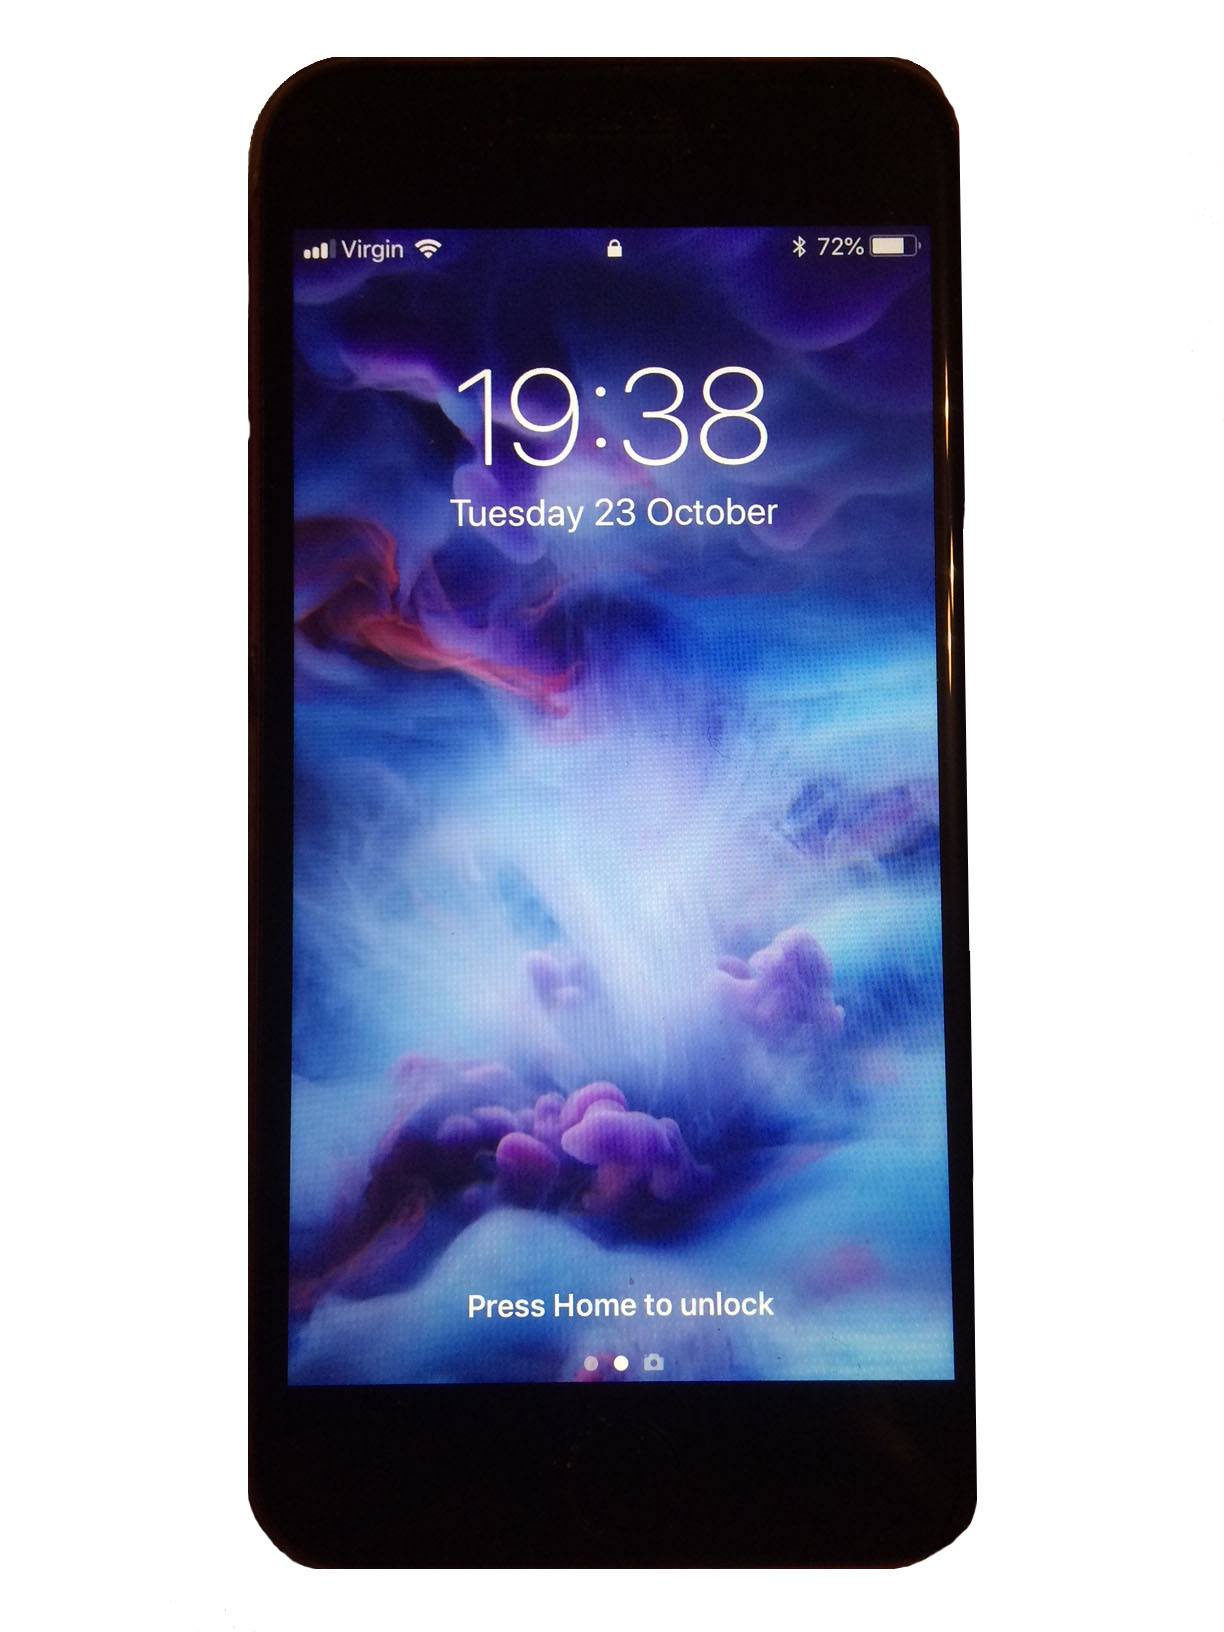 Virgin 72%
19:38
Tuesday 23 October
Press Home to unlock